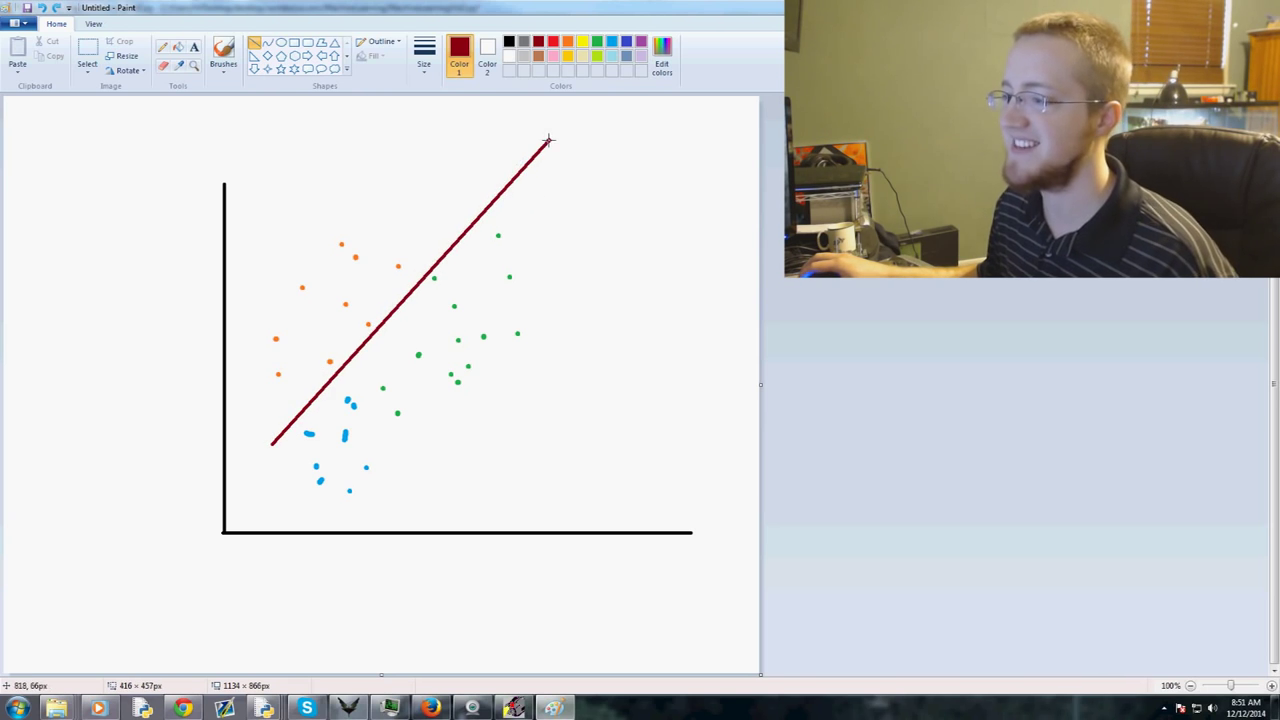 Untitled - Paint
Home
View
Paste
Cut
Copy
Clipboard
Select
Crop
Resize
Rotate
Image
Tools
Brushes
Shapes
Outline
Fill
Size
Color 1
Color 2
Edit colors
Colors
818, 66px
416 × 457px
1134 × 866px
100%
8:51 AM
12/12/2014